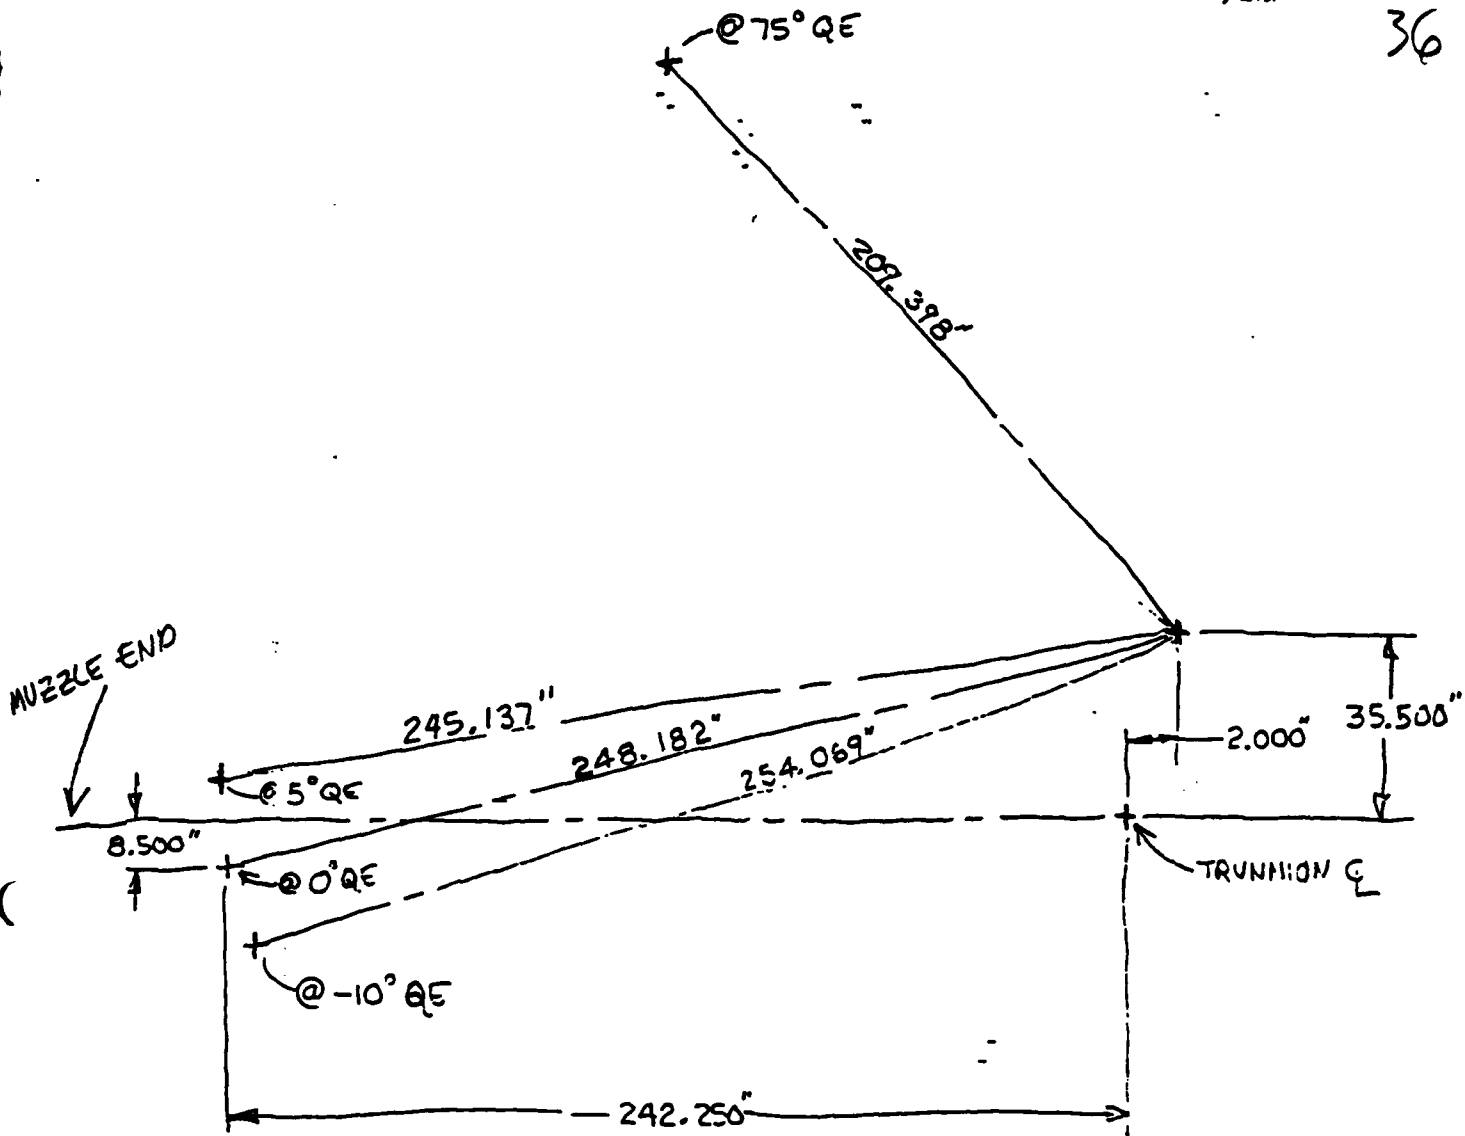 36
@ 75° QE
209.398"
MUZZLE END
245.137"
248.182"
254.069"
35.500"
2.000"
@ 5° QE
8.500"
@ 0° QE
TRUNNION ℄
@ -10° QE
242.250"